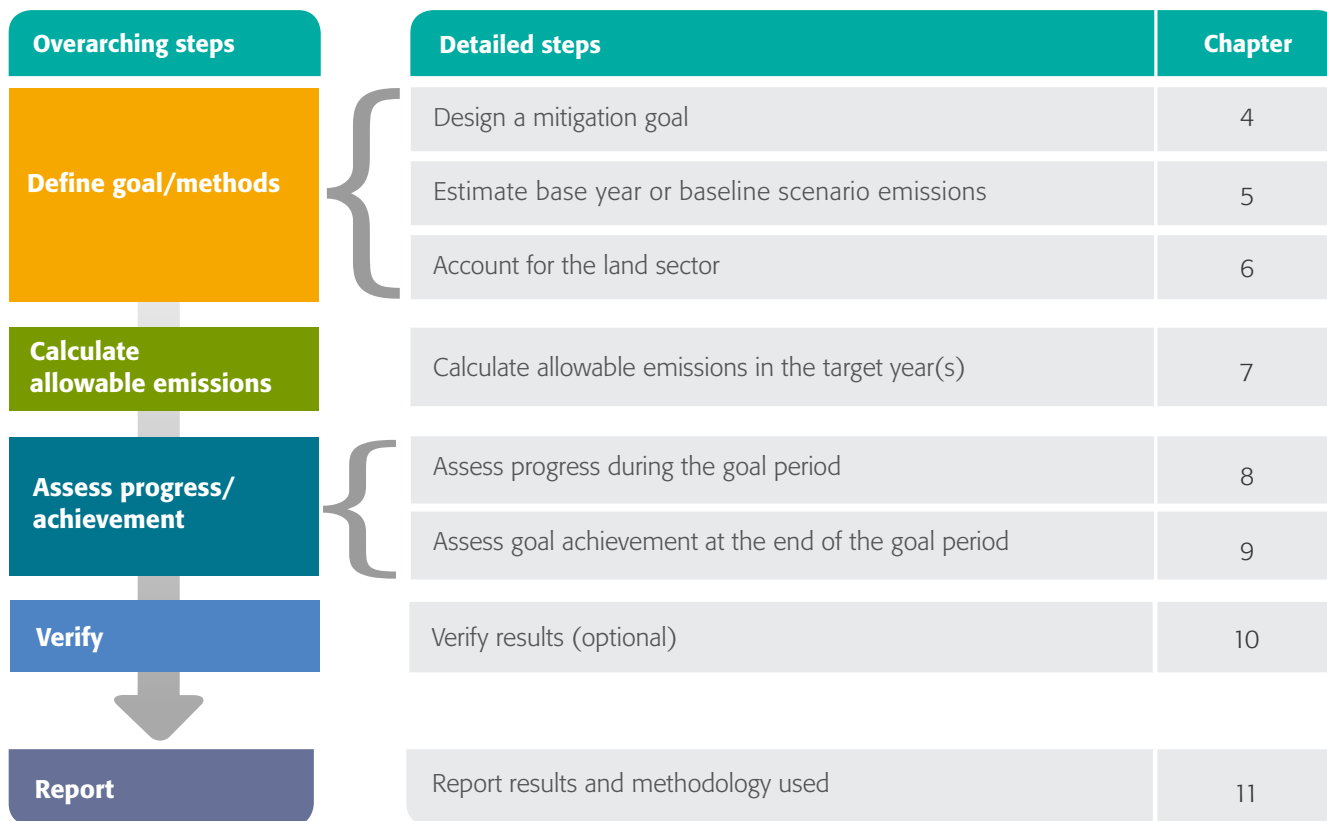 Overarching steps
Detailed steps
Chapter
Define goal/methods
Design a mitigation goal
4
Estimate base year or baseline scenario emissions
5
Account for the land sector
6
Calculate
allowable emissions
Calculate allowable emissions in the target year(s)
7
Assess progress/
achievement
Assess progress during the goal period
8
Assess goal achievement at the end of the goal period
9
Verify
Verify results (optional)
10
Report
Report results and methodology used
11